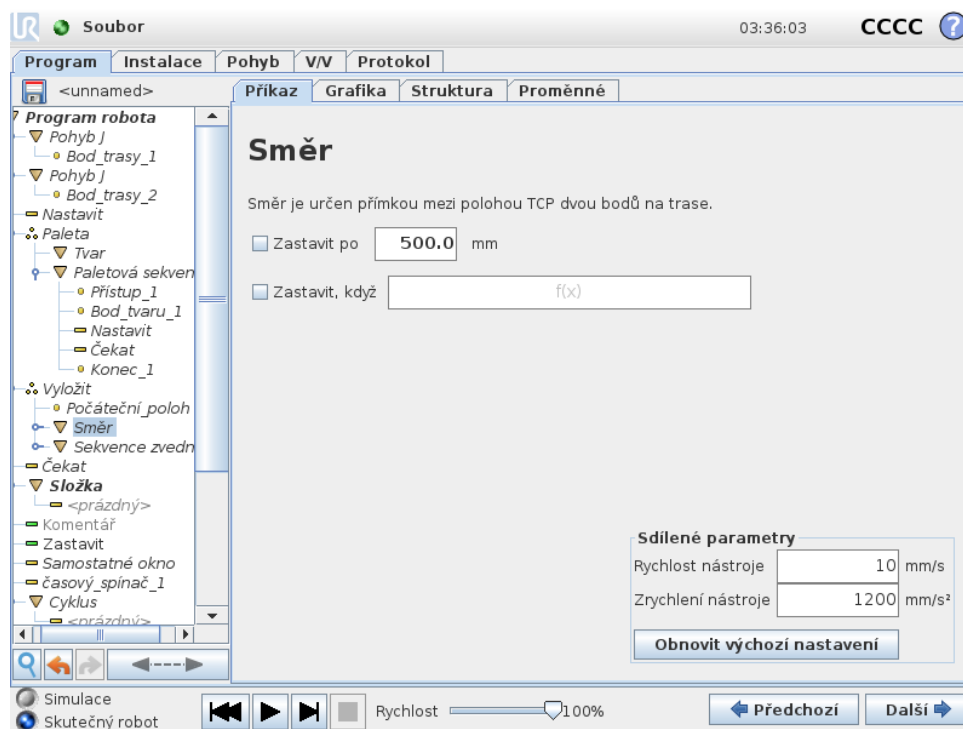 UR Soubor 03:36:03 CCCC ?
Program Instalace Pohyb V/V Protokol
<unnamed> Příkaz Grafika Struktura Proměnné
Program robota
Pohyb J
Bod_trasy_1
Pohyb J
Bod_trasy_2
Nastavit
Paleta
Tvar
Paletová sekven
Přístup_1
Bod_tvaru_1
Nastavit
Čekat
Konec_1
Vyložit
Počáteční_poloh
Směr
Sekvence zvedn
Čekat
Složka
<prázdný>
Komentář
Zastavit
Samostatné okno
časový_spínač_1
Cyklus
<prázdný>
Směr
Směr je určen přímkou mezi polohou TCP dvou bodů na trase.
Zastavit po 500.0 mm
Zastavit, když f(x)
Sdílené parametry
Rychlost nástroje 10 mm/s
Zrychlení nástroje 1200 mm/s²
Obnovit výchozí nastavení
Simulace
Skutečný robot
Rychlost 100%
Předchozí Další